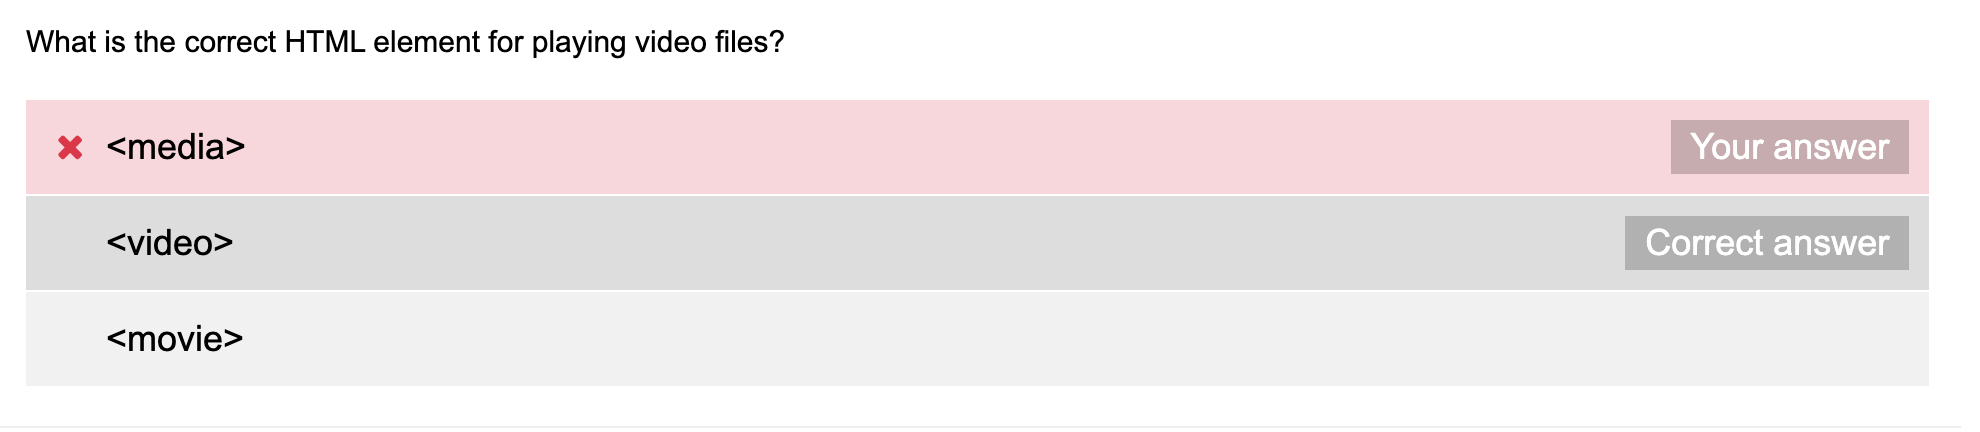 What is the correct HTML element for playing video files?
<media> Your answer
<video> Correct answer
<movie>